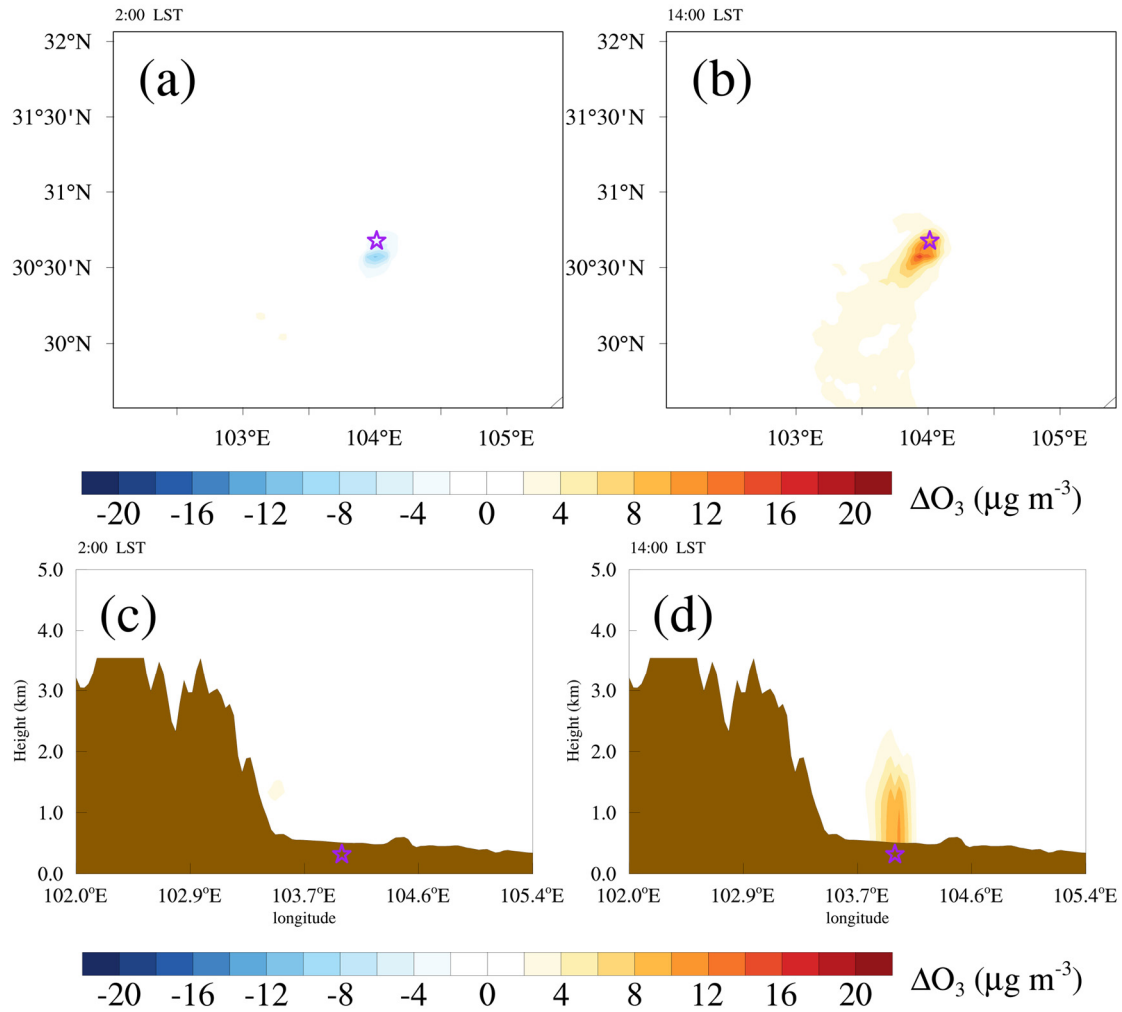 2:00 LST
14:00 LST
(a)
(b)
32°N
31°30'N
31°N
30°30'N
30°N
103°E 104°E 105°E
32°N
31°30'N
31°N
30°30'N
30°N
103°E 104°E 105°E
-20 -16 -12 -8 -4 0 4 8 12 16 20
ΔO₃ (μg m⁻³)
2:00 LST
14:00 LST
(c)
(d)
5.0
4.0
3.0
2.0
1.0
0.0
Height (km)
102.0°E 102.9°E 103.7°E 104.6°E 105.4°E
longitude
5.0
4.0
3.0
2.0
1.0
0.0
Height (km)
102.0°E 102.9°E 103.7°E 104.6°E 105.4°E
longitude
-20 -16 -12 -8 -4 0 4 8 12 16 20
ΔO₃ (μg m⁻³)